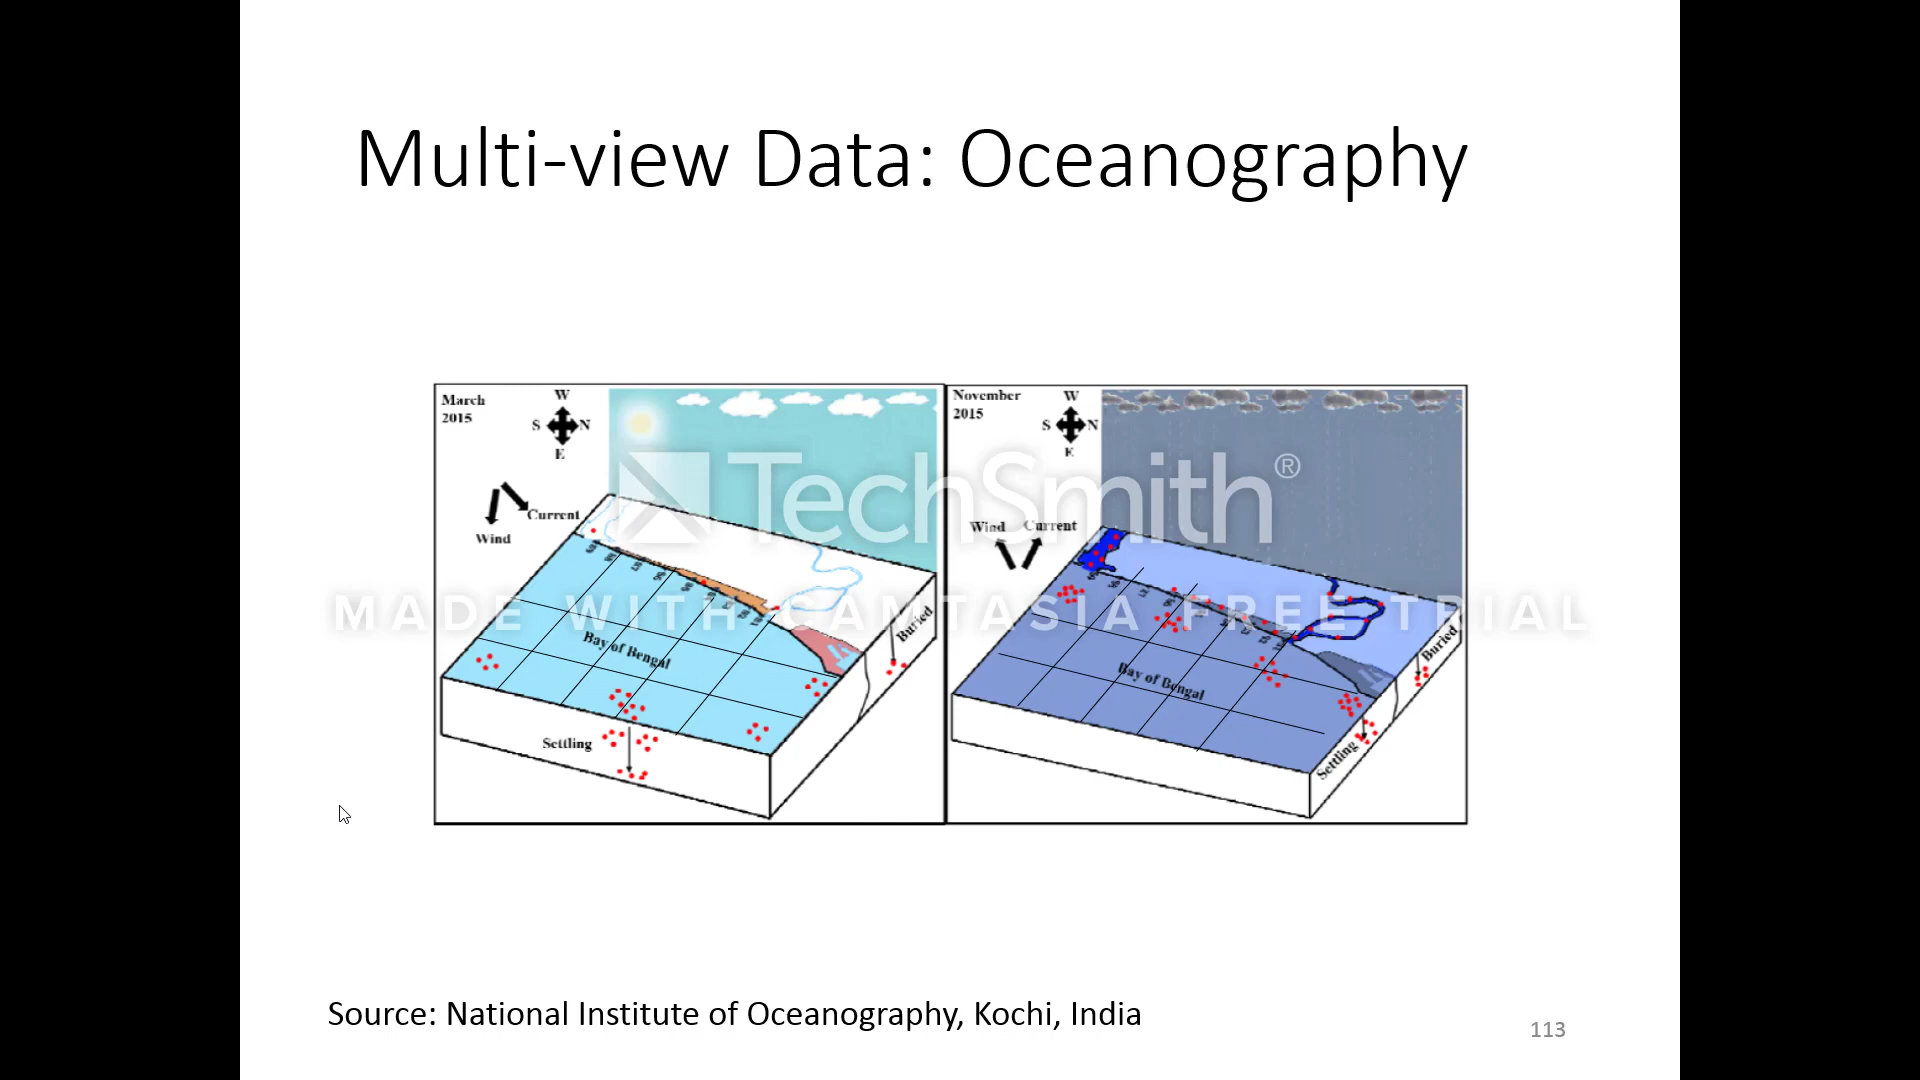 Multi-view Data: Oceanography
March
2015
W
S
N
E
Current
Wind
Bay of Bengal
Settling
Buried
November
2015
W
S
N
E
Wind
Current
Bay of Bengal
Settling
Buried
TechSmith®
MADE WITH CAMTASIA FREE TRIAL
Source: National Institute of Oceanography, Kochi, India
113